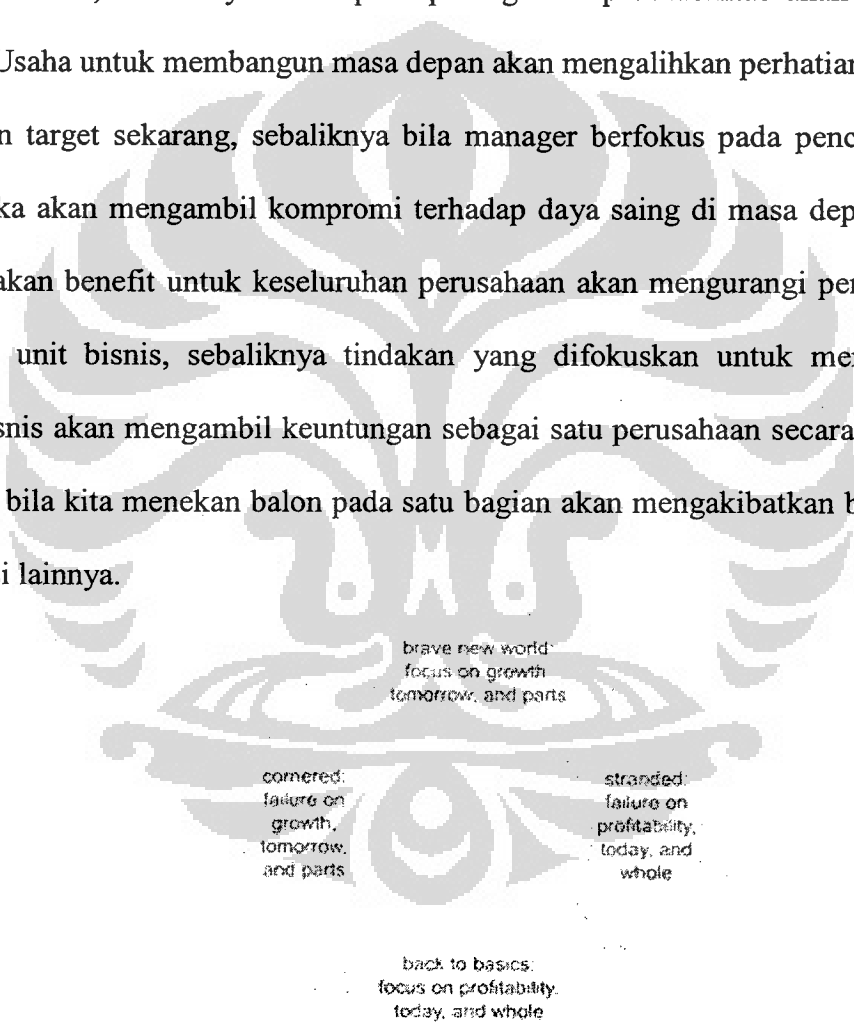 Usaha untuk membangun masa depan akan mengalihkan perhatian
n target sekarang, sebaliknya bila manager berfokus pada penc
ka akan mengambil kompromi terhadap daya saing di masa dep
akan benefit untuk keseluruhan perusahaan akan mengurangi per
unit bisnis, sebaliknya tindakan yang difokuskan untuk me
snis akan mengambil keuntungan sebagai satu perusahaan secara
bila kita menekan balon pada satu bagian akan mengakibatkan b
i lainnya.
brave new world:
focus on growth
tomorrow, and parts
cornered:
failure on
growth,
tomorrow,
and parts
stranded:
failure on
profitability,
today, and
whole
back to basics:
focus on profitability,
today, and whole